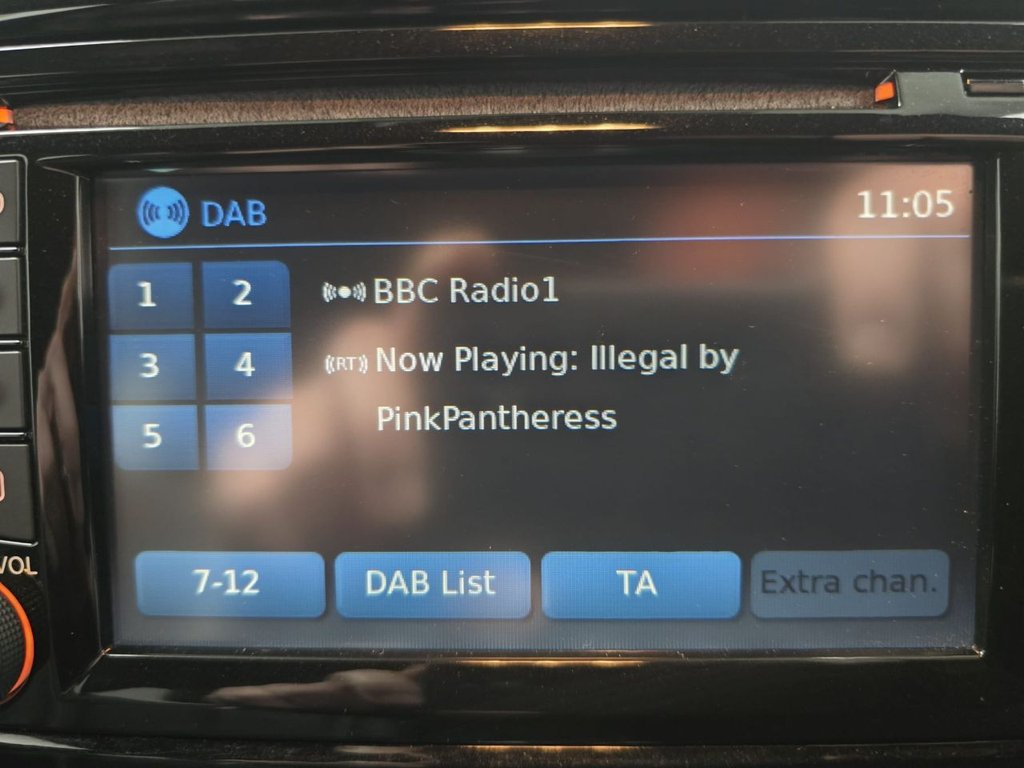 DAB
11:05
1 2
BBC Radio1
3 4
RT Now Playing: Illegal by
PinkPantheress
5 6
7-12 DAB List TA Extra chan.
VOL